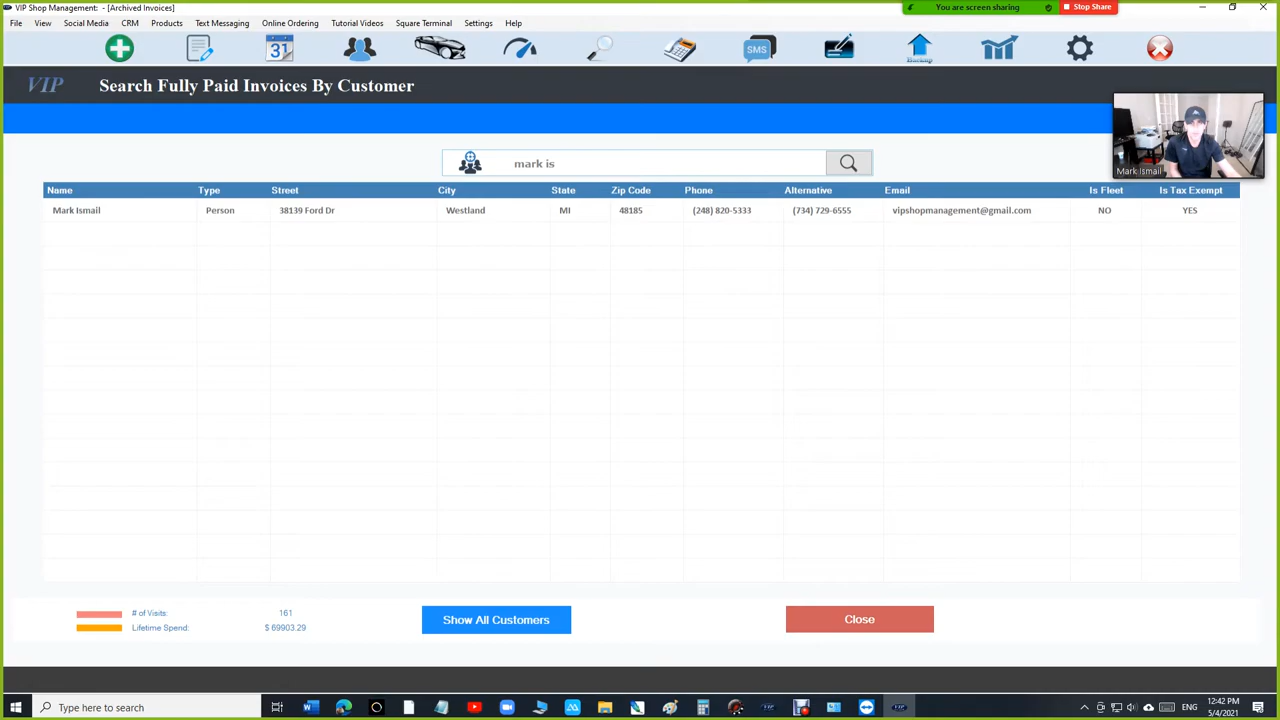 VIP Shop Management: - [Archived Invoices]
You are screen sharing
Stop Share
File View Social Media CRM Products Text Messaging Online Ordering Tutorial Videos Square Terminal Settings Help
31
SMS
Backup
VIP Search Fully Paid Invoices By Customer
Mark Ismail
mark is
Name Type Street City State Zip Code Phone Alternative Email Is Fleet Is Tax Exempt
Mark Ismail Person 38139 Ford Dr Westland MI 48185 (248) 820-5333 (734) 729-6555 vipshopmanagement@gmail.com NO YES
# of Visits: 161
Lifetime Spend: $ 69903.29
Show All Customers
Close
Type here to search
ENG
12:42 PM
5/4/2021